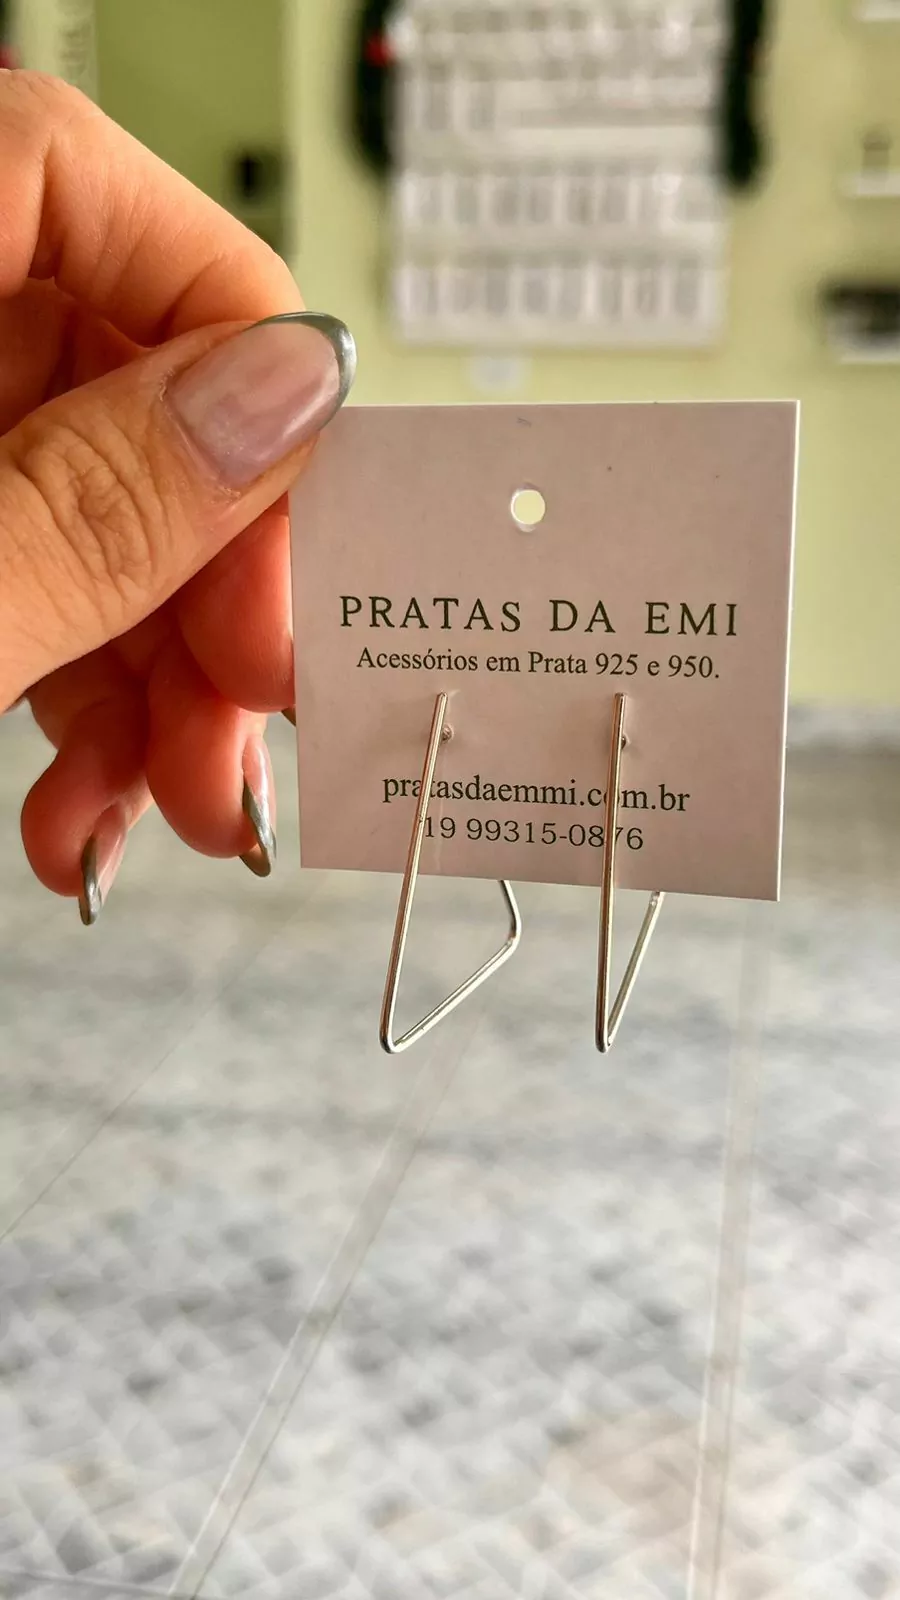 PRATAS DA EMI
Acessórios em Prata 925 e 950.
pratasdaemmi.com.br
19 99315-0876